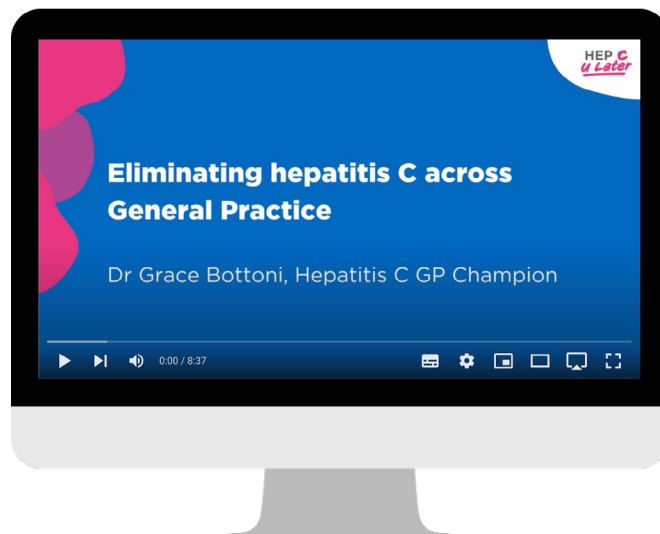 HEP C
U Later
Eliminating hepatitis C across
General Practice
Dr Grace Bottoni, Hepatitis C GP Champion
0:00 / 8:37